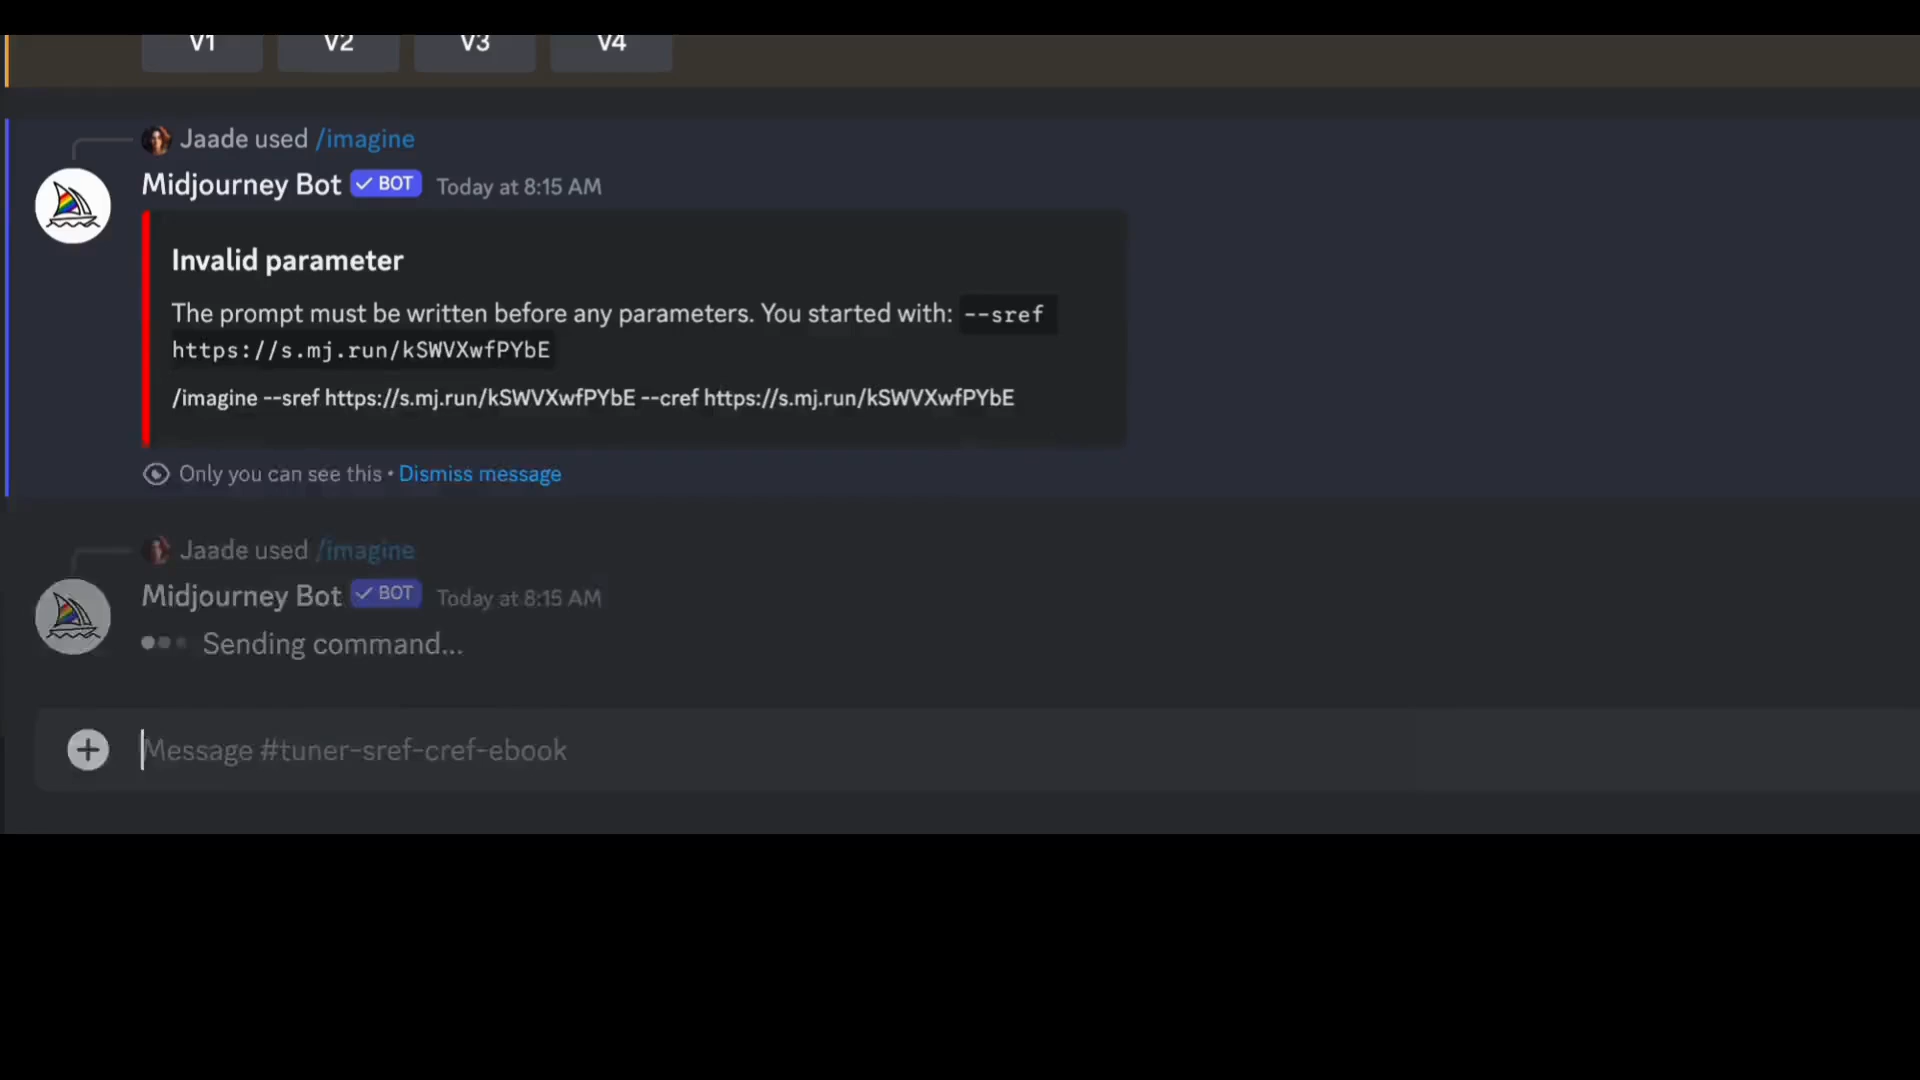 V1 V2 V3 V4
Jaade used /imagine
Midjourney Bot ✓ BOT Today at 8:15 AM
Invalid parameter
The prompt must be written before any parameters. You started with: --sref
https://s.mj.run/kSWVXwfPYbE
/imagine --sref https://s.mj.run/kSWVXwfPYbE --cref https://s.mj.run/kSWVXwfPYbE
Only you can see this • Dismiss message
Jaade used /imagine
Midjourney Bot ✓ BOT Today at 8:15 AM
Sending command...
Message #tuner-sref-cref-ebook